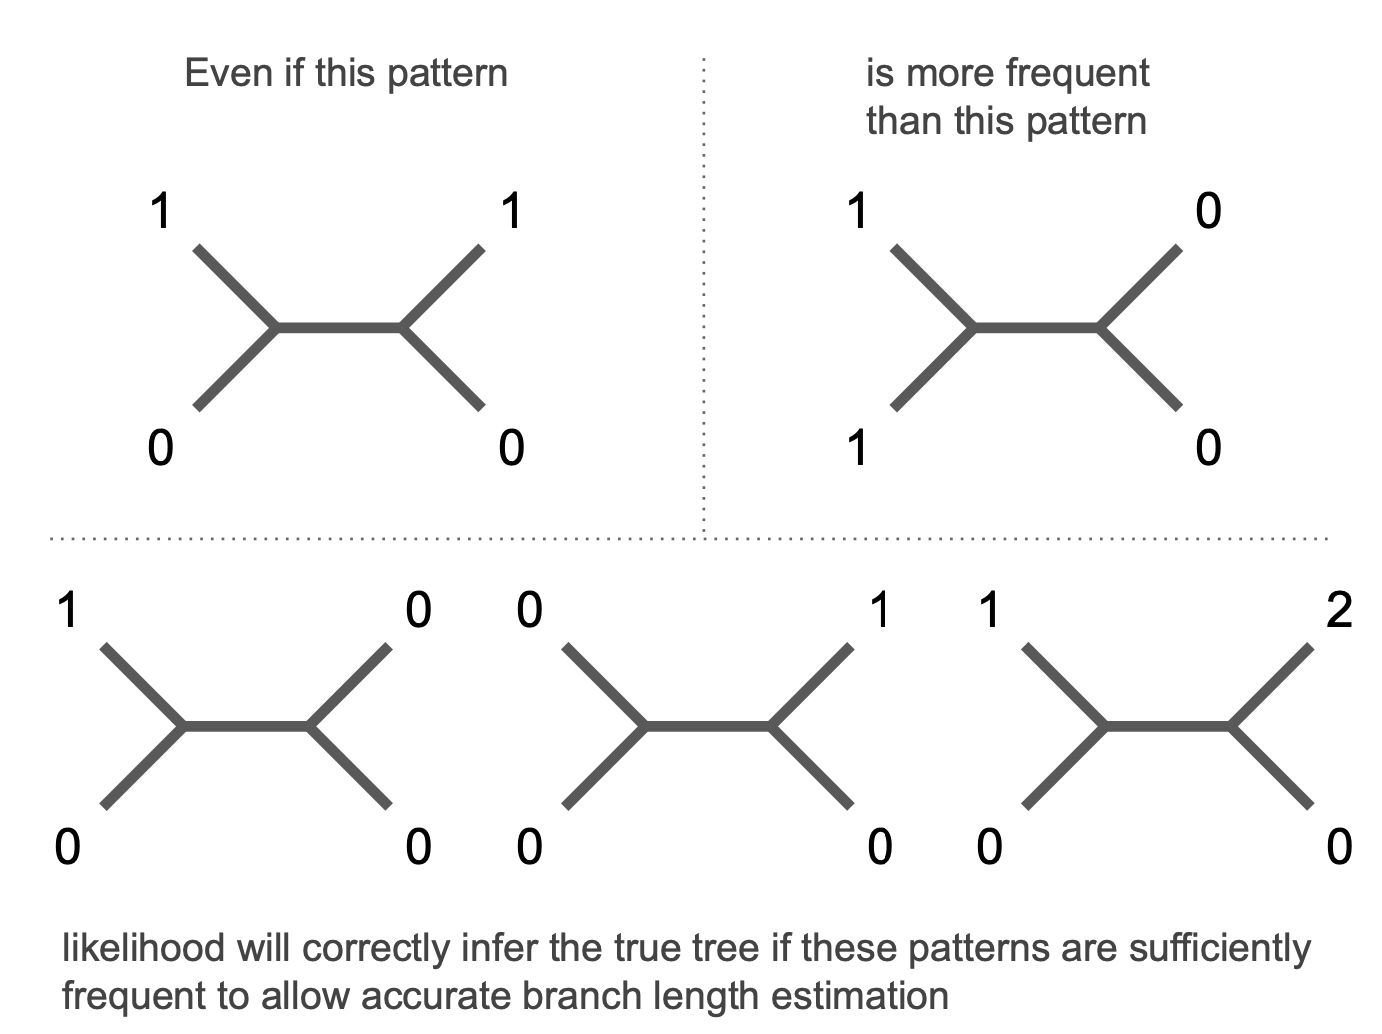 Even if this pattern
is more frequent
than this pattern
1 1
0 0
1 0
1 0
1 0
0 0
0 1
0 0
1 2
0 0
likelihood will correctly infer the true tree if these patterns are sufficiently
frequent to allow accurate branch length estimation